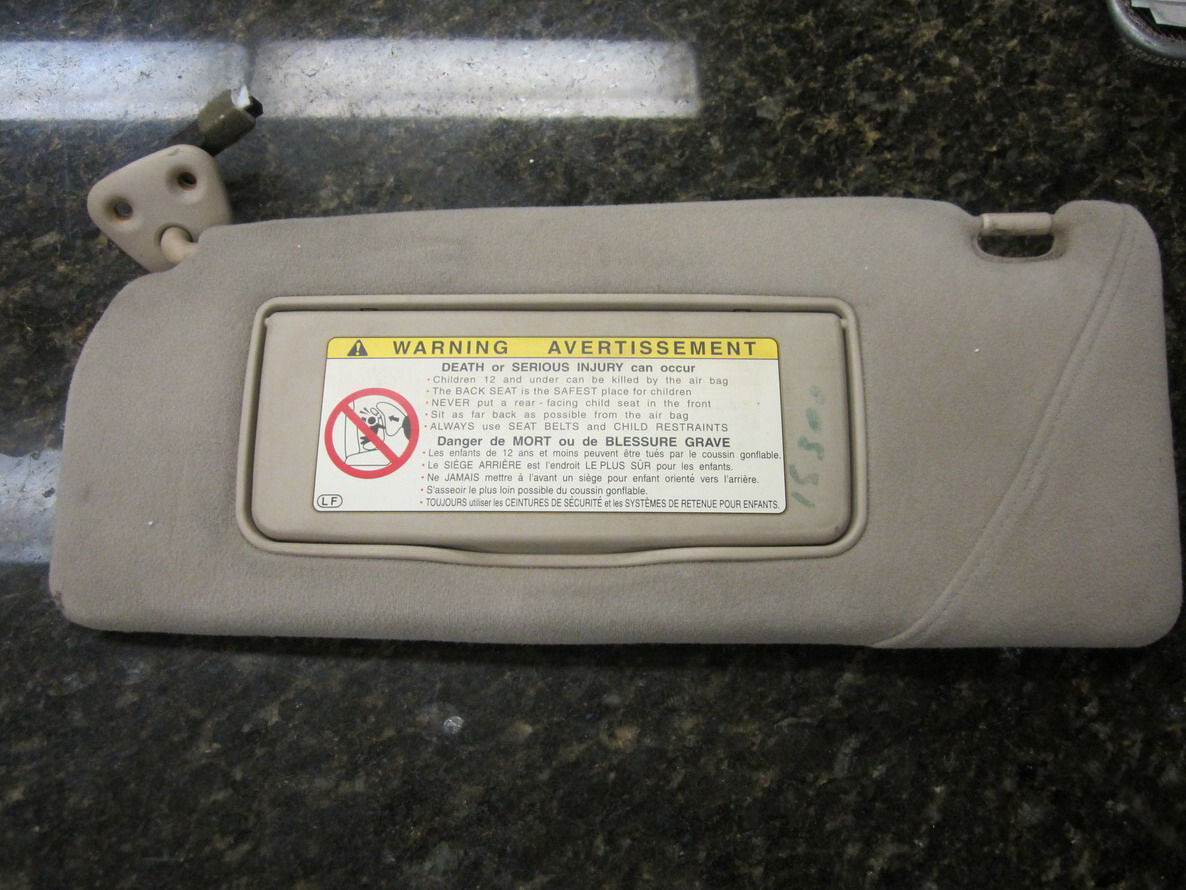 WARNING AVERTISSEMENT
DEATH or SERIOUS INJURY can occur
• Children 12 and under can be killed by the air bag
• The BACK SEAT is the SAFEST place for children
• NEVER put a rear-facing child seat in the front
• Sit as far back as possible from the air bag
• ALWAYS use SEAT BELTS and CHILD RESTRAINTS
Danger de MORT ou de BLESSURE GRAVE
• Les enfants de 12 ans et moins peuvent être tués par le coussin gonflable.
• Le SIÈGE ARRIÈRE est l'endroit LE PLUS SÛR pour les enfants.
• Ne JAMAIS mettre à l'avant un siège pour enfant orienté vers l'arrière.
• S'asseoir le plus loin possible du coussin gonflable.
• TOUJOURS utiliser les CEINTURES DE SÉCURITÉ et les SYSTÈMES DE RETENUE POUR ENFANTS.
LF